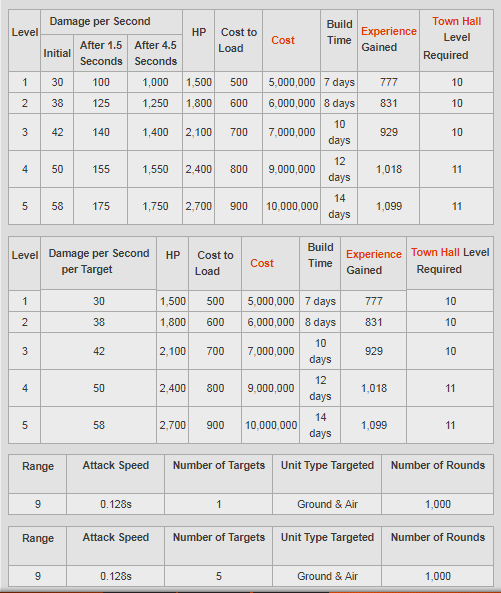 Level Damage per Second HP Cost to Load Cost Build Time Experience Gained Town Hall Level Required
Initial After 1.5 Seconds After 4.5 Seconds
1 30 100 1,000 1,500 500 5,000,000 7 days 777 10
2 38 125 1,250 1,800 600 6,000,000 8 days 831 10
3 42 140 1,400 2,100 700 7,000,000 10 days 929 10
4 50 155 1,550 2,400 800 9,000,000 12 days 1,018 11
5 58 175 1,750 2,700 900 10,000,000 14 days 1,099 11
Level Damage per Second per Target HP Cost to Load Cost Build Time Experience Gained Town Hall Level Required
1 30 1,500 500 5,000,000 7 days 777 10
2 38 1,800 600 6,000,000 8 days 831 10
3 42 2,100 700 7,000,000 10 days 929 10
4 50 2,400 800 9,000,000 12 days 1,018 11
5 58 2,700 900 10,000,000 14 days 1,099 11
Range Attack Speed Number of Targets Unit Type Targeted Number of Rounds
9 0.128s 1 Ground & Air 1,000
Range Attack Speed Number of Targets Unit Type Targeted Number of Rounds
9 0.128s 5 Ground & Air 1,000